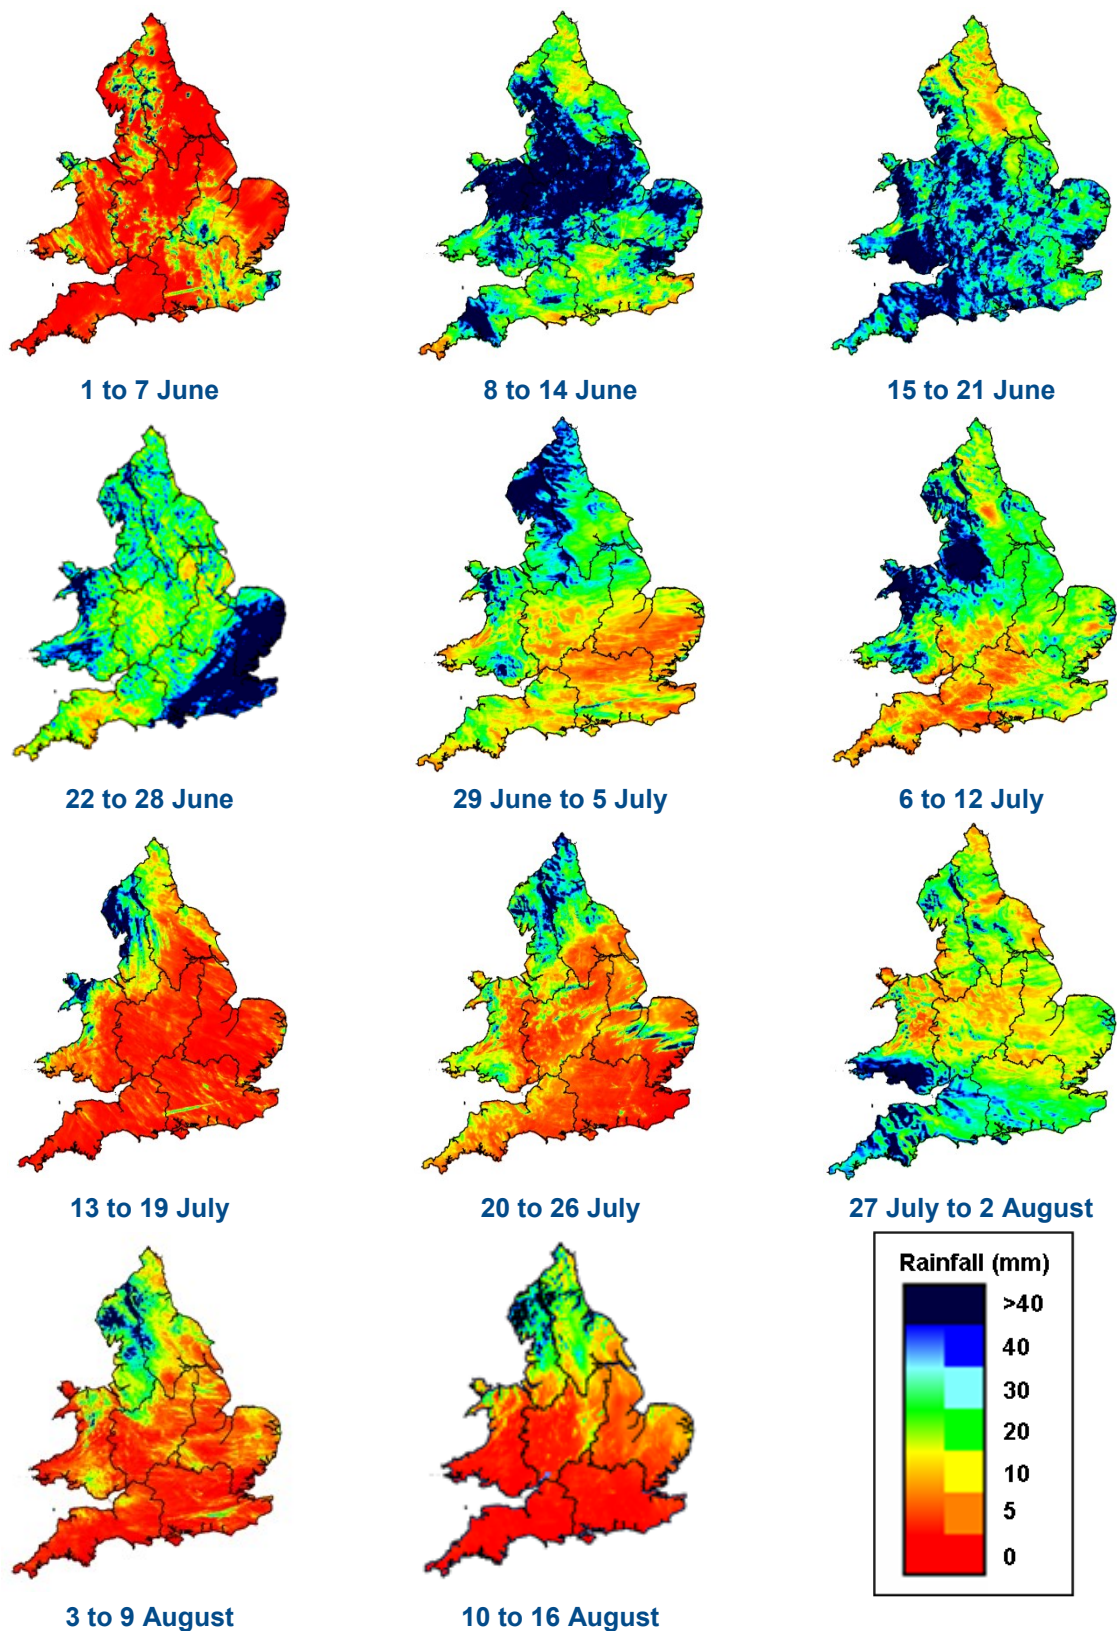 1 to 7 June
8 to 14 June
15 to 21 June
22 to 28 June
29 June to 5 July
6 to 12 July
13 to 19 July
20 to 26 July
27 July to 2 August
3 to 9 August
10 to 16 August
Rainfall (mm)
>40
40
30
20
10
5
0